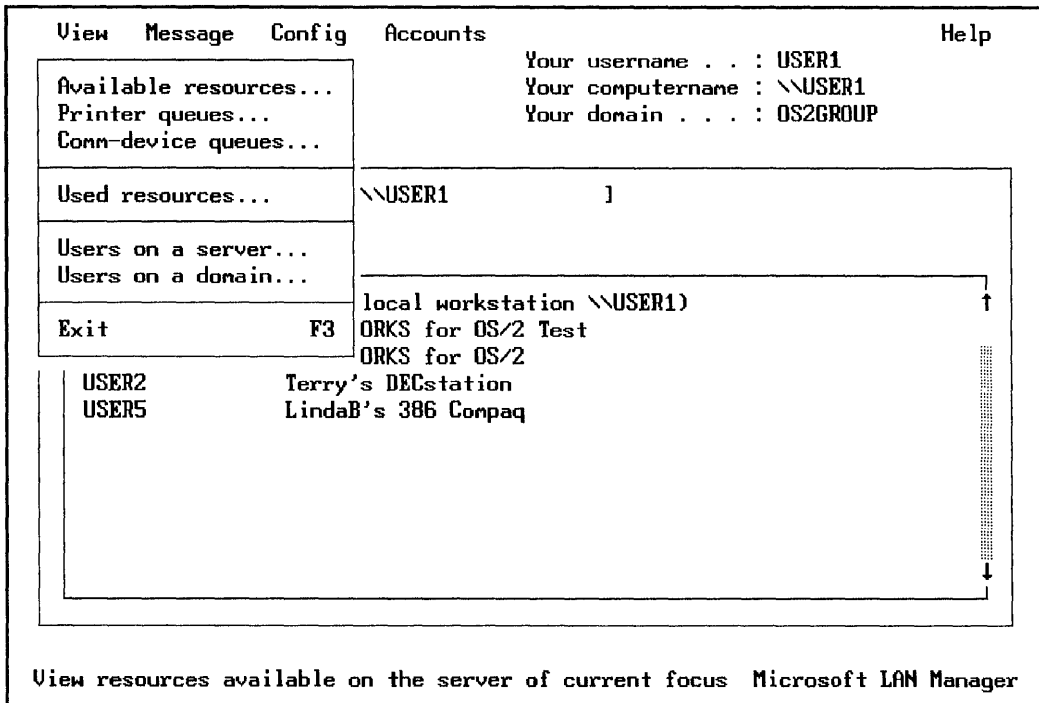 View Message Config Accounts Help
Your username . . : USER1
Your computername : \\USER1
Your domain . . . : OS2GROUP
Available resources...
Printer queues...
Comm-device queues...
Used resources...
Users on a server...
Users on a domain...
Exit F3
\\USER1 ]
local workstation \\USER1)
ORKS for OS/2 Test
ORKS for OS/2
USER2 Terry's DECstation
USER5 LindaB's 386 Compaq
View resources available on the server of current focus Microsoft LAN Manager